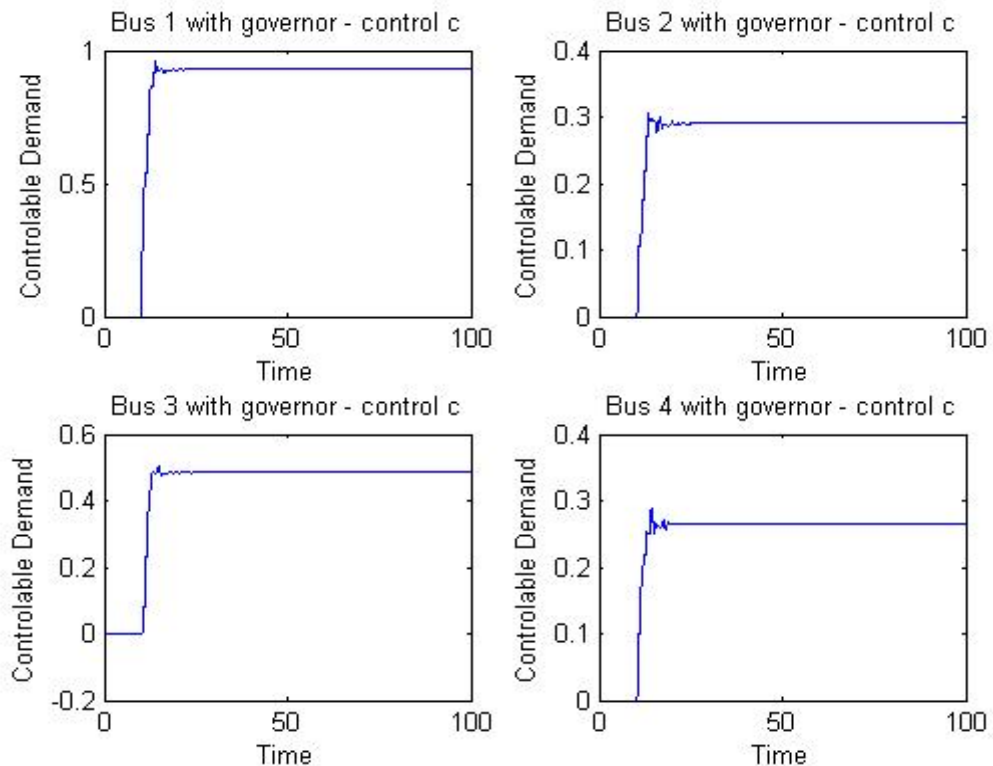 Bus 1 with governor - control c
1
0.5
0
0
50
100
Controlable Demand
Time
Bus 2 with governor - control c
0.4
0.3
0.2
0.1
0
0
50
100
Controlable Demand
Time
Bus 3 with governor - control c
0.6
0.4
0.2
0
-0.2
0
50
100
Controlable Demand
Time
Bus 4 with governor - control c
0.4
0.3
0.2
0.1
0
0
50
100
Controlable Demand
Time